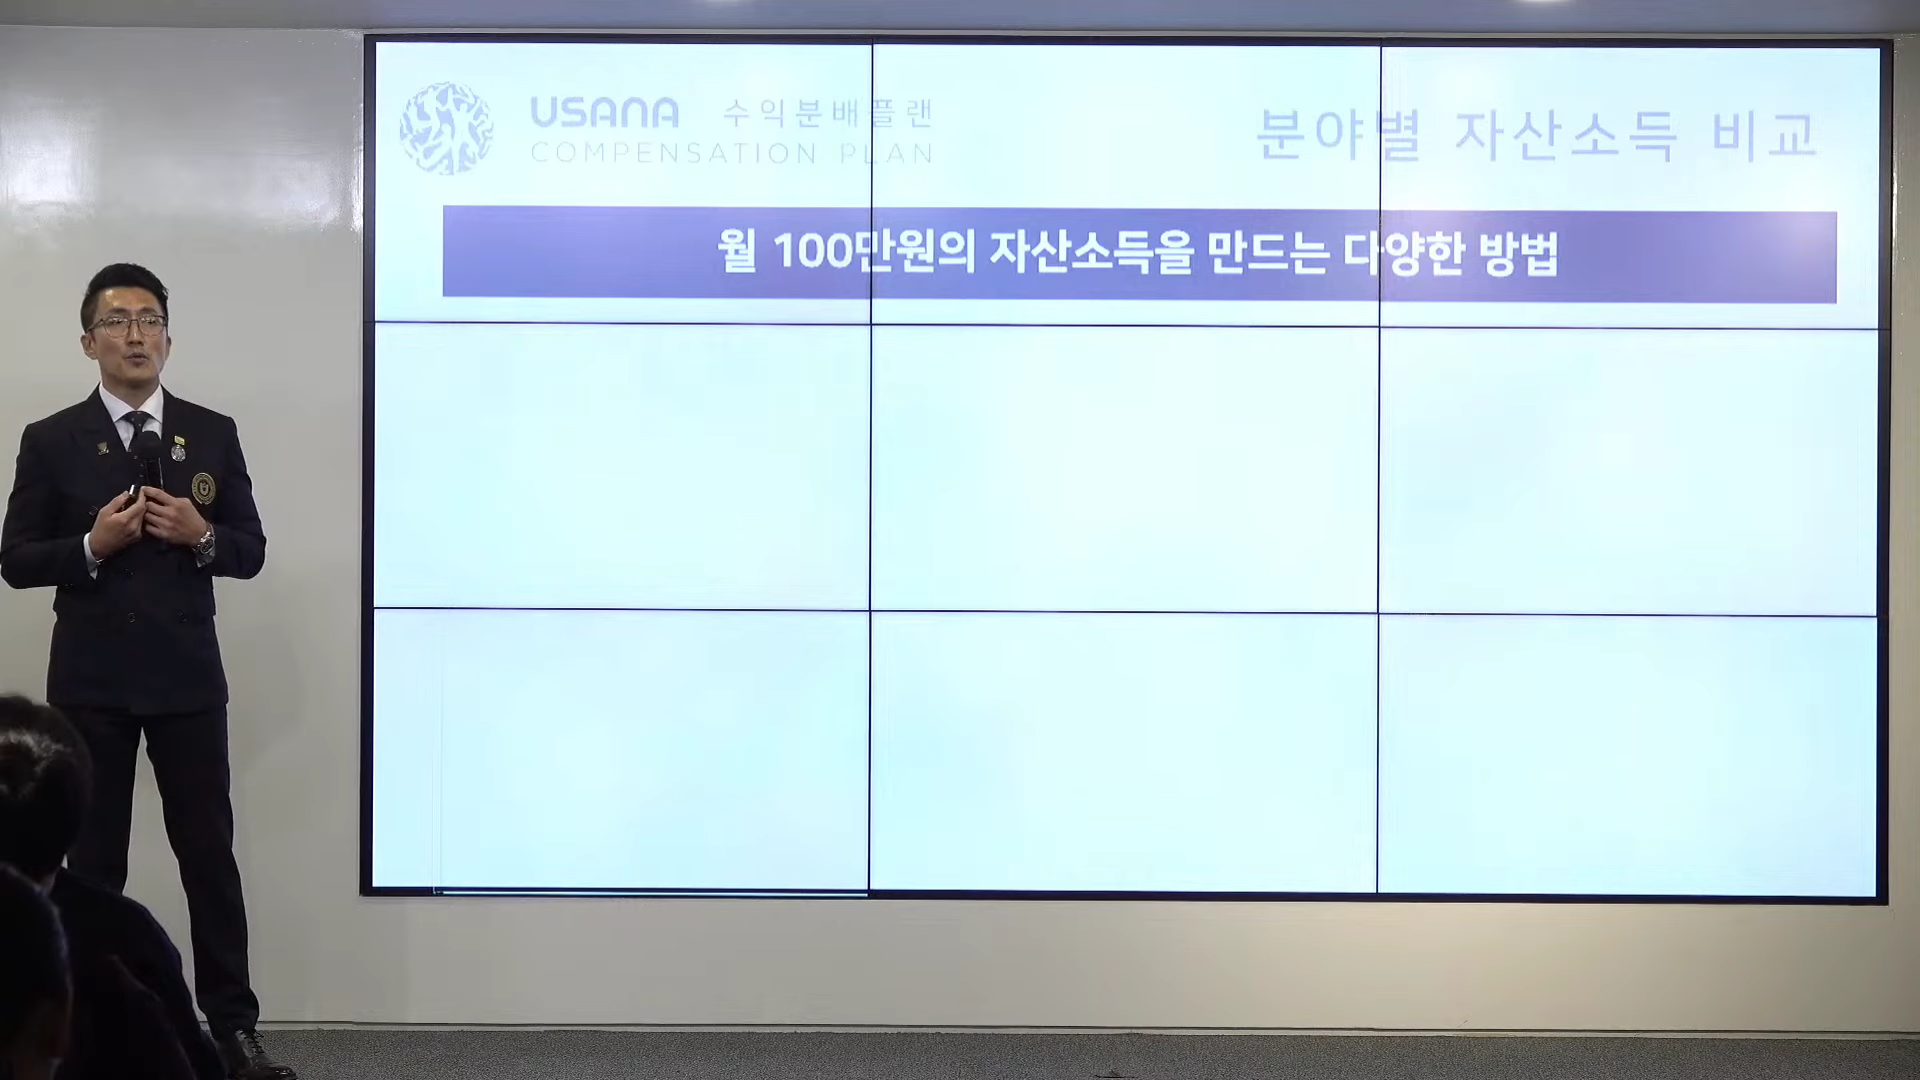 USANA 수익분배플랜
COMPENSATION PLAN
분야별 자산소득 비교
월 100만원의 자산소득을 만드는 다양한 방법